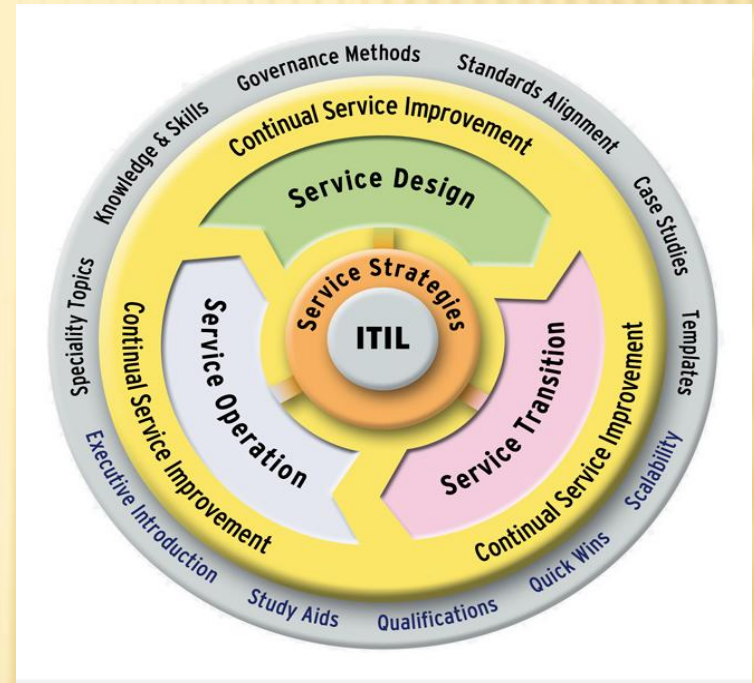 Governance Methods
Standards Alignment
Knowledge & Skills
Case Studies
Speciality Topics
Templates
Executive Introduction
Scalability
Study Aids
Qualifications
Quick Wins
Continual Service Improvement
Continual Service Improvement
Continual Service Improvement
Service Design
Service Operation
Service Transition
Service Strategies
ITIL